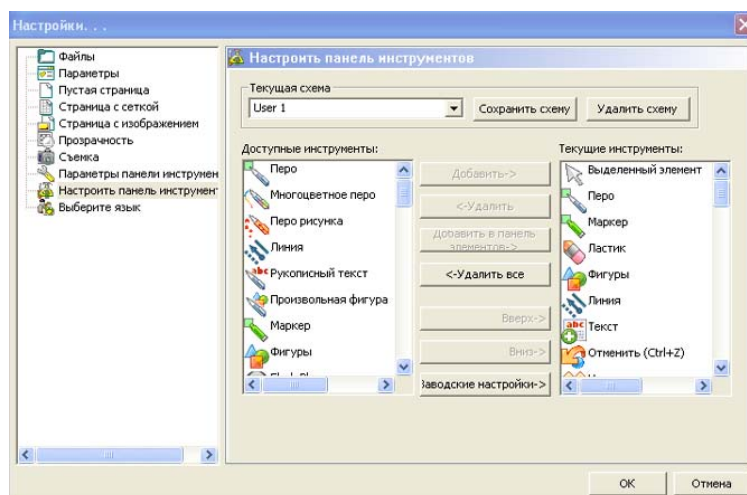 Настройки. . .
Файлы
Параметры
Пустая страница
Страница с сеткой
Страница с изображением
Прозрачность
Съемка
Параметры панели инструмен
Настроить панель инструмент
Выберите язык
Настроить панель инструментов
Текущая схема
User 1
Сохранить схему
Удалить схему
Доступные инструменты:
Перо
Многоцветное перо
Перо рисунка
Линия
Рукописный текст
Произвольная фигура
Маркер
Фигуры
Добавить->
<-Удалить
Добавить в панель
элементов->
<-Удалить все
Вверх->
Вниз->
Заводские настройки->
Текущие инструменты:
Выделенный элемент
Перо
Маркер
Ластик
Фигуры
Линия
Текст
Отменить (Ctrl+Z)
OK
Отмена